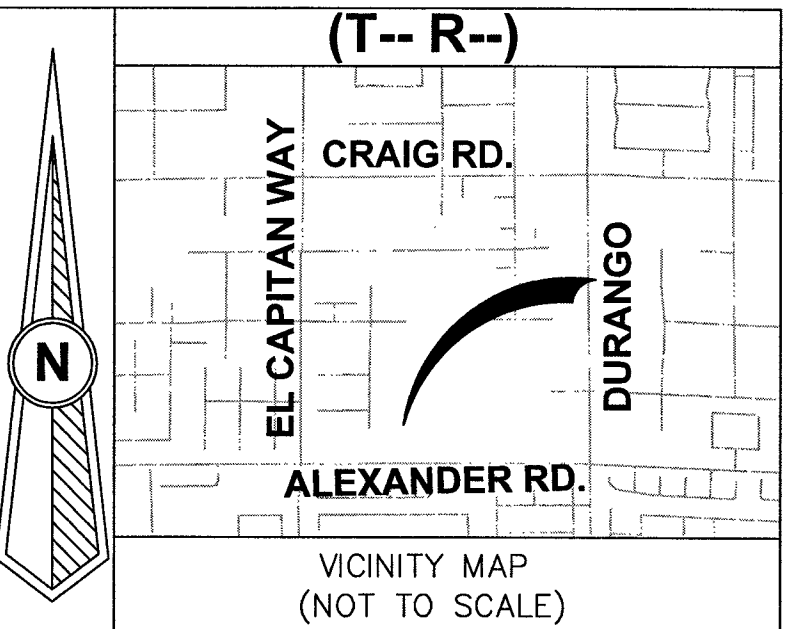 (T-- R--)
CRAIG RD.
EL CAPITAN WAY
DURANGO
N
ALEXANDER RD.
VICINITY MAP
(NOT TO SCALE)